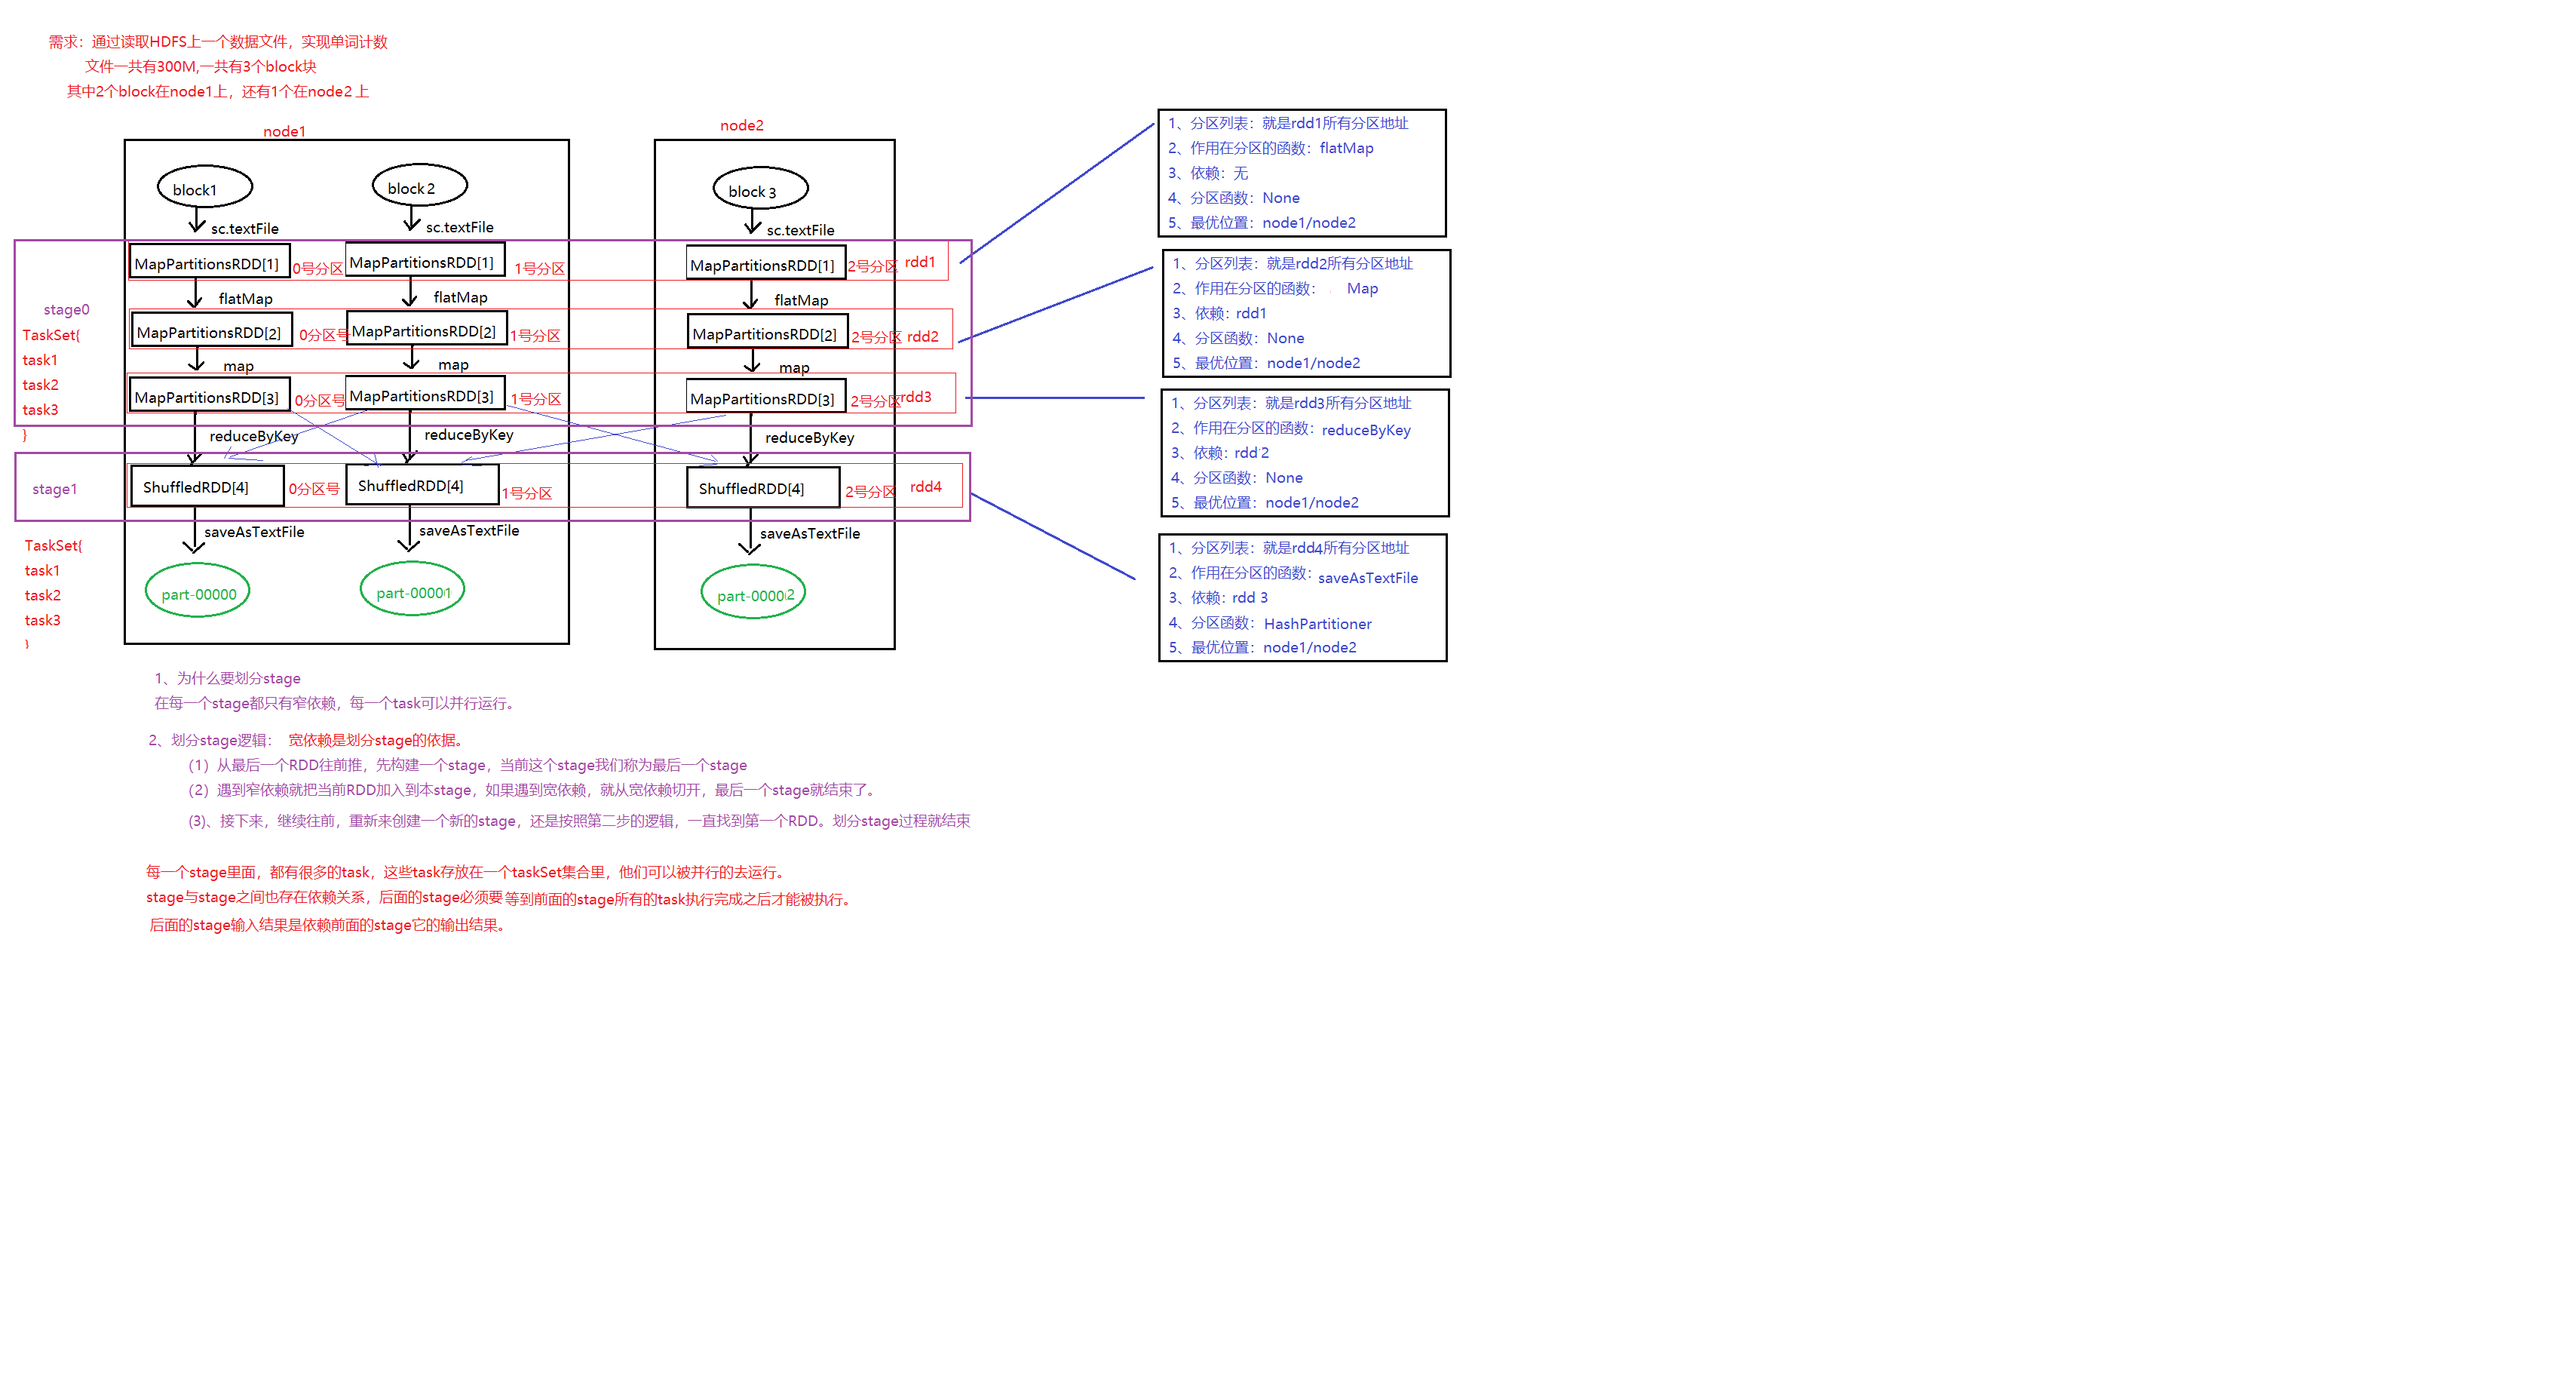 需求：通过读取HDFS上一个数据文件，实现单词计数
文件一共有300M,一共有3个block块
其中2个block在node1上，还有1个在node2 上
node1
node2
block1
block 2
block 3
sc.textFile
sc.textFile
sc.textFile
MapPartitionsRDD[1]
0号分区
MapPartitionsRDD[1]
1号分区
MapPartitionsRDD[1]
2号分区
rdd1
flatMap
flatMap
flatMap
stage0
TaskSet{
task1
task2
task3
}
MapPartitionsRDD[2]
0分区号
MapPartitionsRDD[2]
1号分区
MapPartitionsRDD[2]
2号分区
rdd2
map
map
map
MapPartitionsRDD[3]
0分区号
MapPartitionsRDD[3]
1号分区
MapPartitionsRDD[3]
2号分区
rdd3
reduceByKey
reduceByKey
reduceByKey
stage1
ShuffledRDD[4]
0分区号
ShuffledRDD[4]
1号分区
ShuffledRDD[4]
2号分区
rdd4
saveAsTextFile
saveAsTextFile
saveAsTextFile
TaskSet{
task1
task2
task3
}
part-00000
part-00001
part-00002
1、分区列表：就是rdd1所有分区地址
2、作用在分区的函数：flatMap
3、依赖：无
4、分区函数：None
5、最优位置：node1/node2
1、分区列表：就是rdd2所有分区地址
2、作用在分区的函数： Map
3、依赖：rdd1
4、分区函数：None
5、最优位置：node1/node2
1、分区列表：就是rdd3所有分区地址
2、作用在分区的函数：reduceByKey
3、依赖：rdd 2
4、分区函数：None
5、最优位置：node1/node2
1、分区列表：就是rdd4所有分区地址
2、作用在分区的函数：saveAsTextFile
3、依赖：rdd 3
4、分区函数：HashPartitioner
5、最优位置：node1/node2
1、为什么要划分stage
在每一个stage都只有窄依赖，每一个task可以并行运行。
2、划分stage逻辑： 宽依赖是划分stage的依据。
（1）从最后一个RDD往前推，先构建一个stage，当前这个stage我们称为最后一个stage
（2）遇到窄依赖就把当前RDD加入到本stage，如果遇到宽依赖，就从宽依赖切开，最后一个stage就结束了。
(3)、接下来，继续往前，重新来创建一个新的stage，还是按照第二步的逻辑，一直找到第一个RDD。划分stage过程就结束
每一个stage里面，都有很多的task，这些task存放在一个taskSet集合里，他们可以被并行的去运行。
stage与stage之间也存在依赖关系，后面的stage必须要等到前面的stage所有的task执行完成之后才能被执行。
后面的stage输入结果是依赖前面的stage它的输出结果。